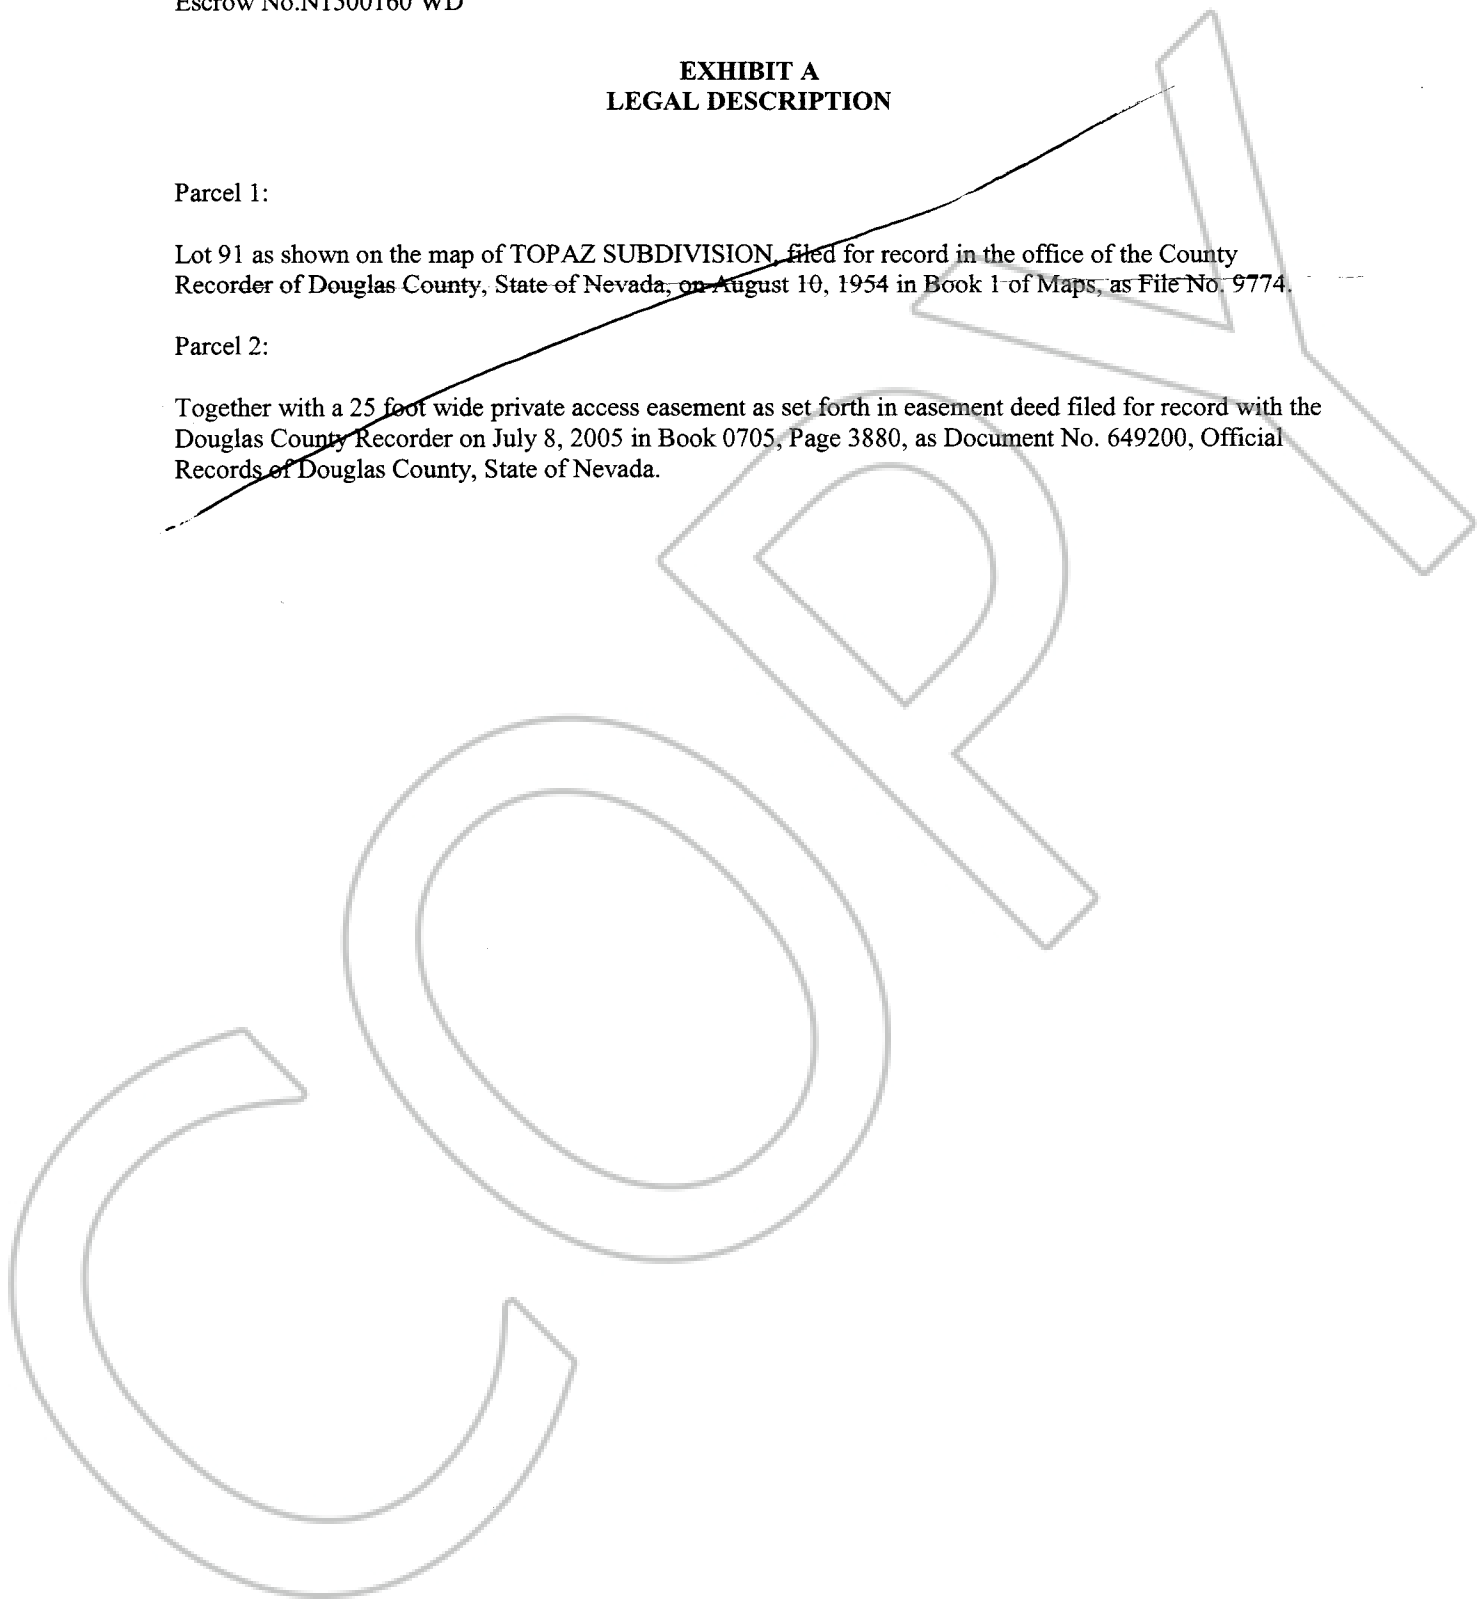 Escrow No.N1500160 WD
EXHIBIT A
LEGAL DESCRIPTION
Parcel 1:
Lot 91 as shown on the map of TOPAZ SUBDIVISION, filed for record in the office of the County
Recorder of Douglas County, State of Nevada, on August 10, 1954 in Book 1 of Maps, as File No. 9774.
Parcel 2:
Together with a 25 foot wide private access easement as set forth in easement deed filed for record with the
Douglas County Recorder on July 8, 2005 in Book 0705, Page 3880, as Document No. 649200, Official
Records of Douglas County, State of Nevada.
COPY